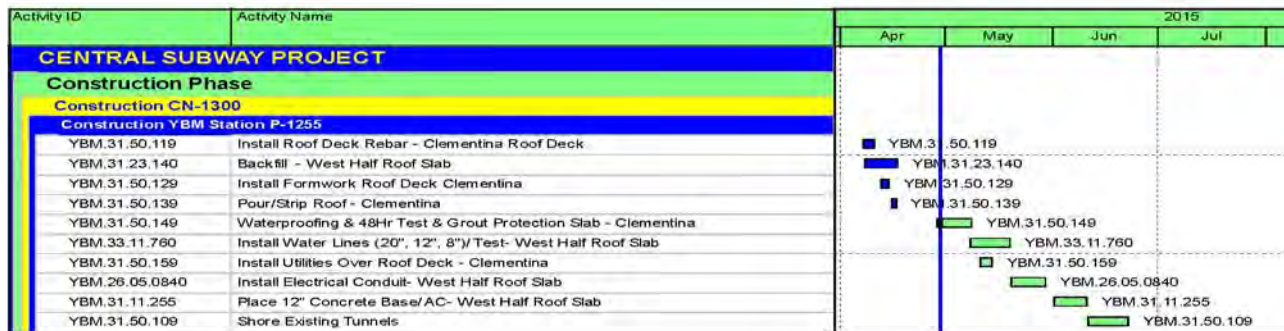 Activity ID Activity Name 2015
Apr May Jun Jul
CENTRAL SUBWAY PROJECT
Construction Phase
Construction CN-1300
Construction YBM Station P-1255
YBM.31.50.119 Install Roof Deck Rebar - Clementina Roof Deck YBM.31.50.119
YBM.31.23.140 Backfill - West Half Roof Slab YBM.31.23.140
YBM.31.50.129 Install Formwork Roof Deck Clementina YBM.31.50.129
YBM.31.50.139 Pour/Strip Roof - Clementina YBM.31.50.139
YBM.31.50.149 Waterproofing & 48Hr Test & Grout Protection Slab - Clementina YBM.31.50.149
YBM.33.11.760 Install Water Lines (20", 12", 8")/ Test- West Half Roof Slab YBM.33.11.760
YBM.31.50.159 Install Utilities Over Roof Deck - Clementina YBM.31.50.159
YBM.26.05.0840 Install Electrical Conduit- West Half Roof Slab YBM.26.05.0840
YBM.31.11.255 Place 12" Concrete Base/ AC- West Half Roof Slab YBM.31.11.255
YBM.31.50.109 Shore Existing Tunnels YBM.31.50.109